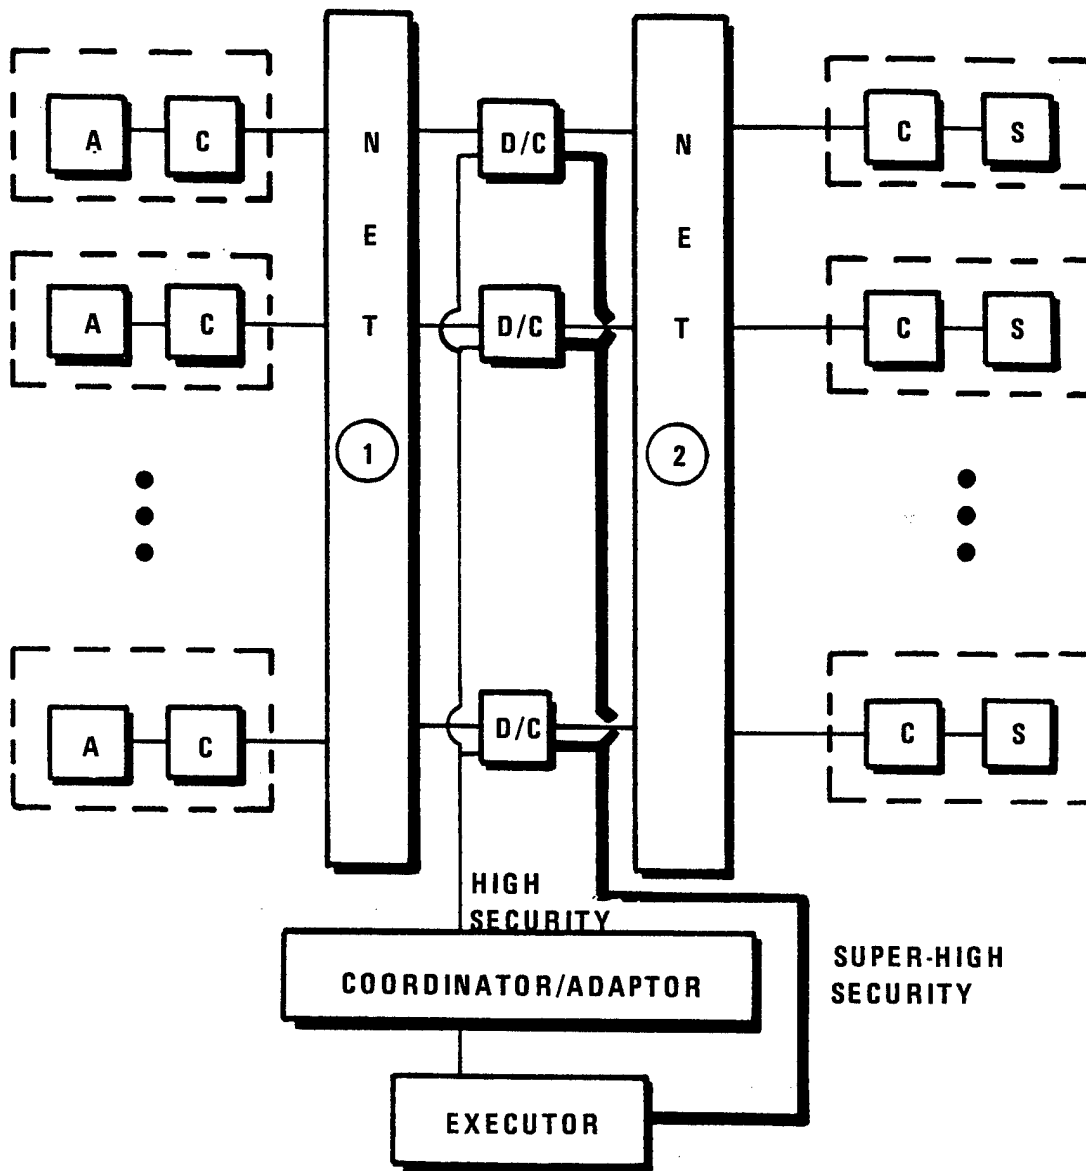 A
C
N
E
T
1
D/C
N
E
T
2
C
S
A
C
D/C
C
S
A
C
D/C
C
S
HIGH
SECURITY
COORDINATOR/ADAPTOR
SUPER-HIGH
SECURITY
EXECUTOR